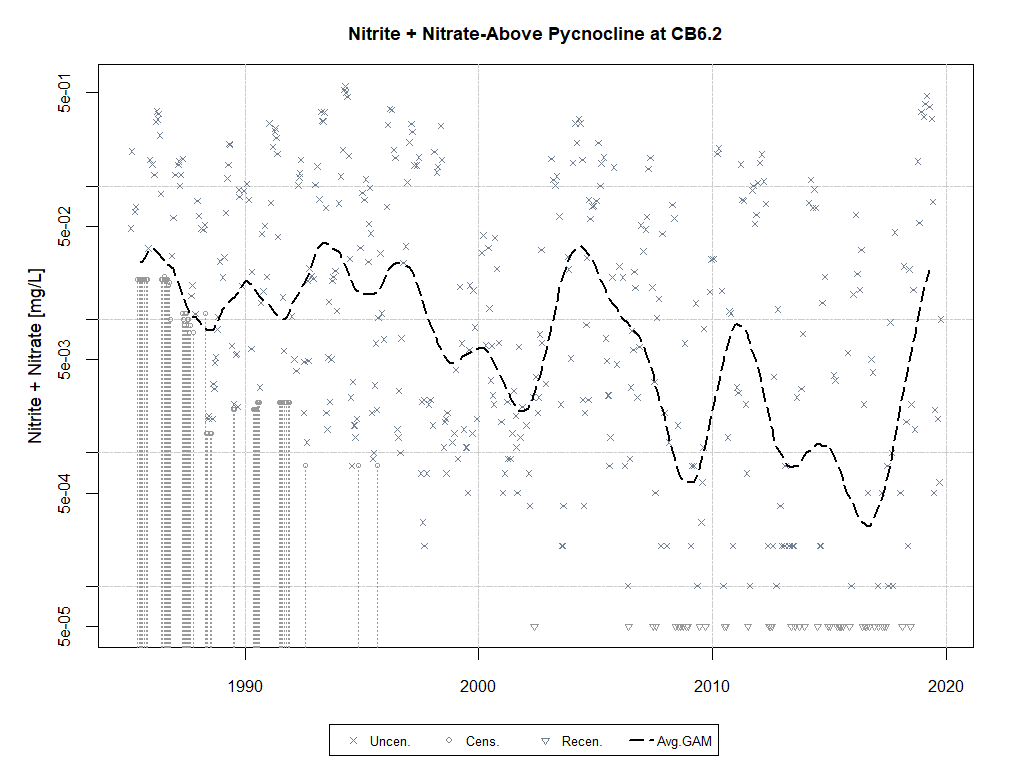 Nitrite + Nitrate-Above Pycnocline at CB6.2
Nitrite + Nitrate [mg/L]
5e-01
5e-02
5e-03
5e-04
5e-05
1990 2000 2010 2020
Uncen. Cens. Recen. Avg.GAM